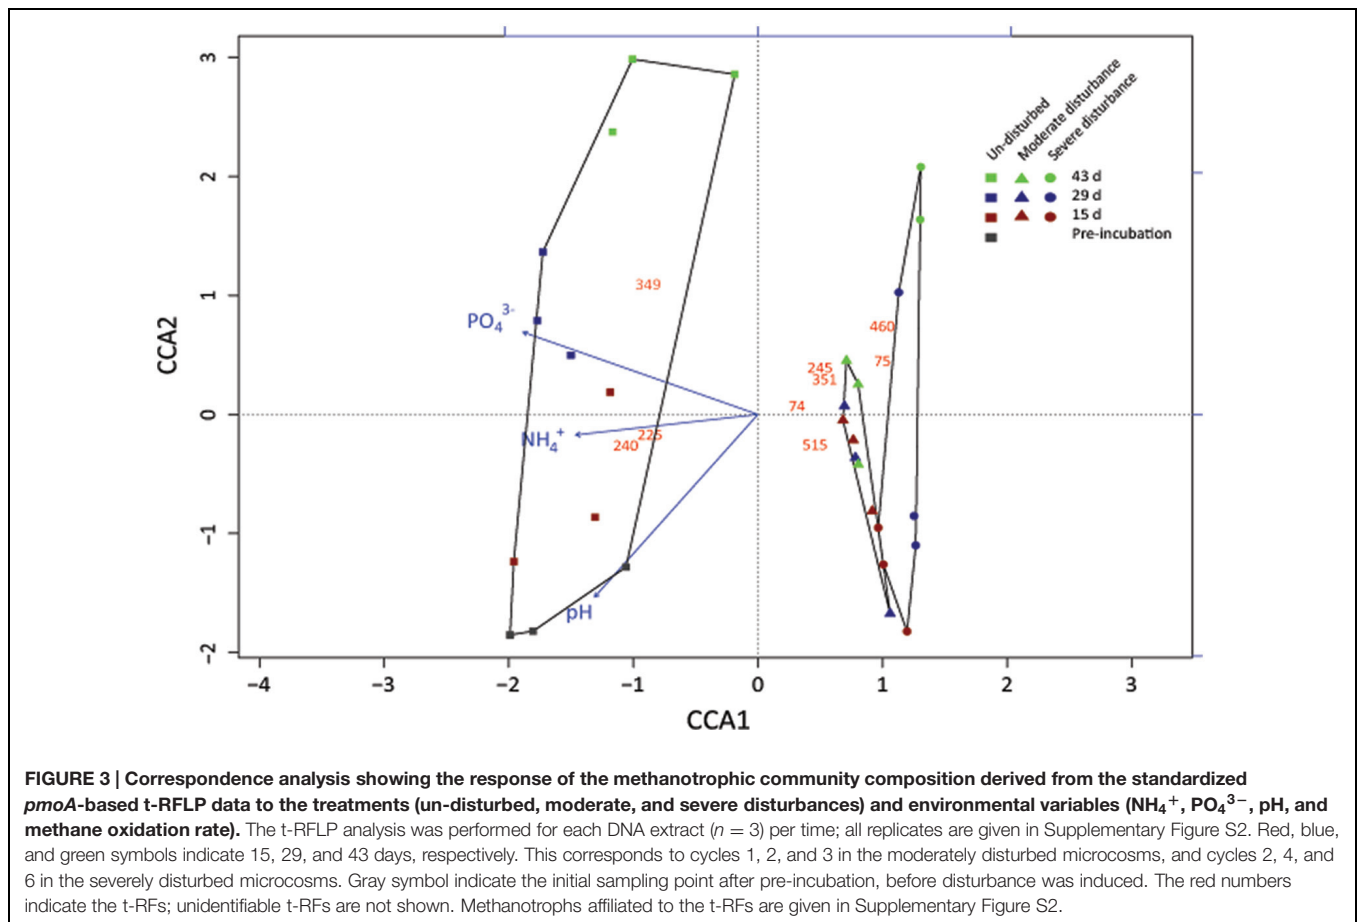 3
2
1
0
−1
−2
CCA2
−4 −3 −2 −1 0 1 2 3
CCA1
Un-disturbed
Moderate disturbance
Severe disturbance
43 d
29 d
15 d
Pre-incubation
349
PO₄³⁻
460
75
245
351
74
NH₄⁺
225
240
515
pH
FIGURE 3 | Correspondence analysis showing the response of the methanotrophic community composition derived from the standardized
pmoA-based t-RFLP data to the treatments (un-disturbed, moderate, and severe disturbances) and environmental variables (NH₄⁺, PO₄³⁻, pH, and
methane oxidation rate). The t-RFLP analysis was performed for each DNA extract (n = 3) per time; all replicates are given in Supplementary Figure S2. Red, blue,
and green symbols indicate 15, 29, and 43 days, respectively. This corresponds to cycles 1, 2, and 3 in the moderately disturbed microcosms, and cycles 2, 4, and
6 in the severely disturbed microcosms. Gray symbol indicate the initial sampling point after pre-incubation, before disturbance was induced. The red numbers
indicate the t-RFs; unidentifiable t-RFs are not shown. Methanotrophs affiliated to the t-RFs are given in Supplementary Figure S2.